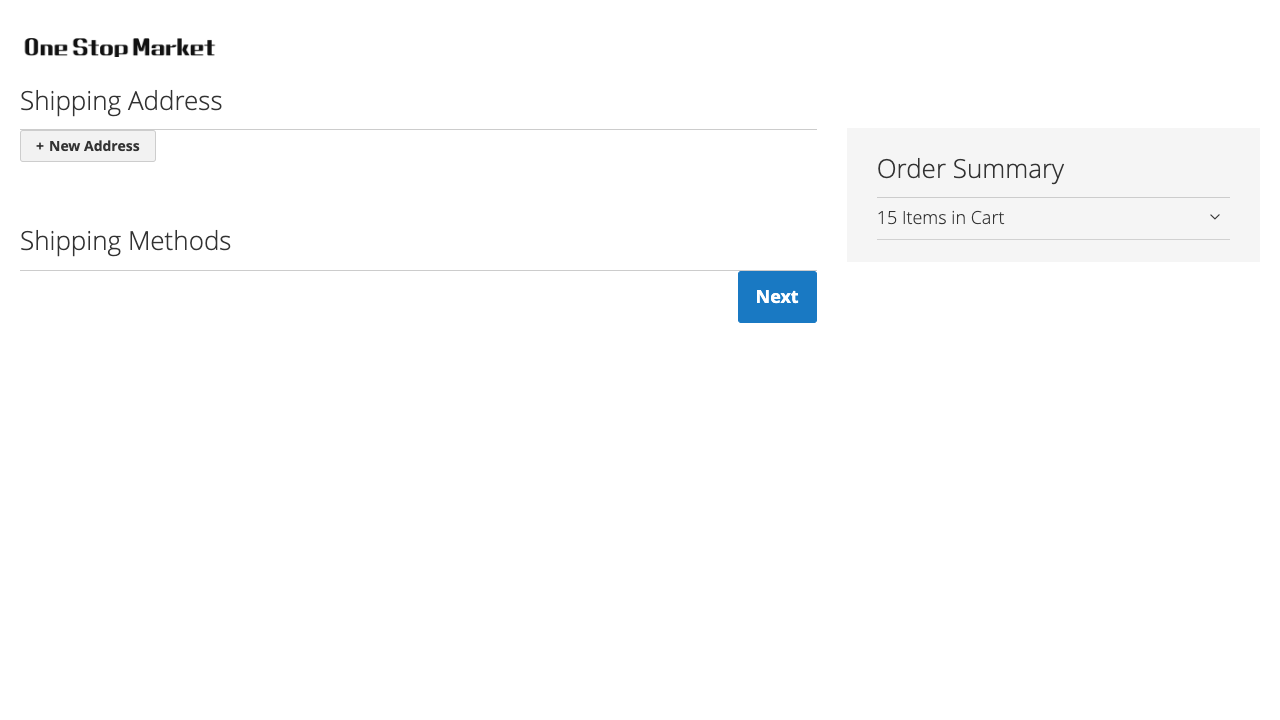 One Stop Market
Shipping Address
+ New Address
Shipping Methods
Next
Order Summary
15 Items in Cart